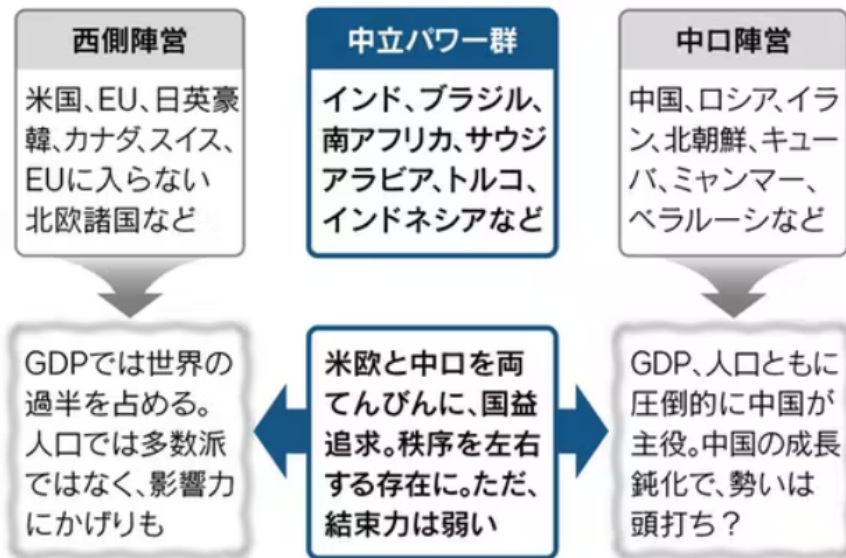 西側陣営
米国、EU、日英豪
韓、カナダ、スイス、
EUに入らない
北欧諸国など
中立パワー群
インド、ブラジル、
南アフリカ、サウジ
アラビア、トルコ、
インドネシアなど
中ロ陣営
中国、ロシア、イラ
ン、北朝鮮、キュー
バ、ミャンマー、
ベラルーシなど
GDPでは世界の
過半を占める。
人口では多数派
ではなく、影響力
にかげりも
米欧と中ロを両
てんびんに、国益
追求。秩序を左右
する存在に。ただ、
結束力は弱い
GDP、人口ともに
圧倒的に中国が
主役。中国の成長
鈍化で、勢いは
頭打ち？